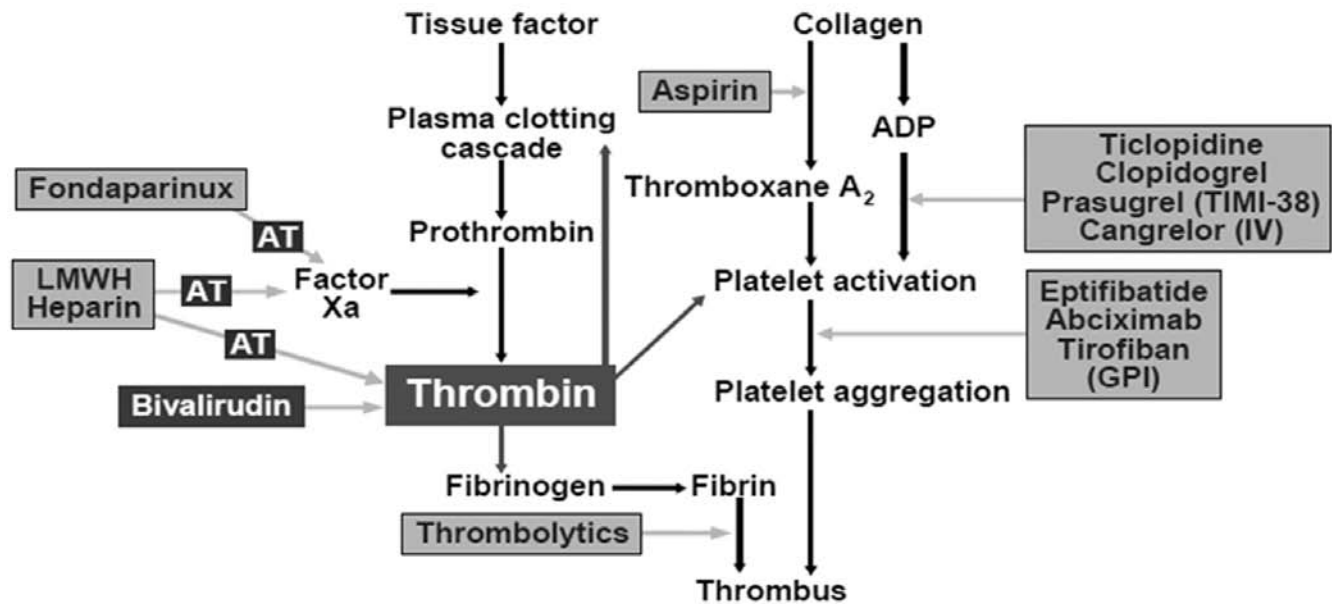 Tissue factor
Collagen
Aspirin
Plasma clotting
cascade
ADP
Ticlopidine
Clopidogrel
Prasugrel (TIMI-38)
Cangrelor (IV)
Fondaparinux
Thromboxane A₂
AT
Prothrombin
LMWH
Heparin
AT
Factor
Xa
Platelet activation
Eptifibatide
Abciximab
Tirofiban
(GPI)
AT
Bivalirudin
Thrombin
Platelet aggregation
Fibrinogen
Fibrin
Thrombolytics
Thrombus